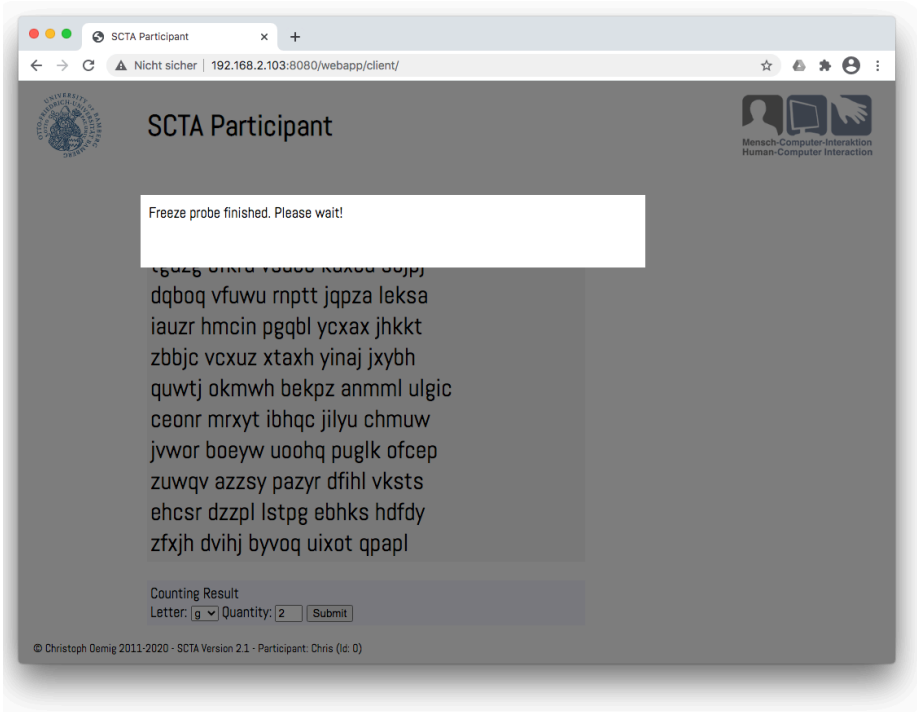 SCTA Participant
Nicht sicher | 192.168.2.103:8080/webapp/client/
SCTA Participant
Mensch-Computer-Interaktion
Human-Computer Interaction
Freeze probe finished. Please wait!
dqboq vfuwu rnptt jqpza leksa
iauzr hmcin pgqbl ycxax jhkkt
zbbjc vcxuz xtaxh yinaj jxybh
quwtj okmwh bekpz anmml ulgic
ceonr mrxyt ibhqc jilyu chmuw
jvwor boeyw uoohq puglk ofcep
zuwqv azzsy pazyr dfihl vksts
ehcsr dzzpl lstpg ebhks hdfdy
zfxjh dvihj byvoq uixot qpapl
Counting Result
Letter: g Quantity: 2 Submit
© Christoph Oemig 2011-2020 - SCTA Version 2.1 - Participant: Chris (Id: 0)